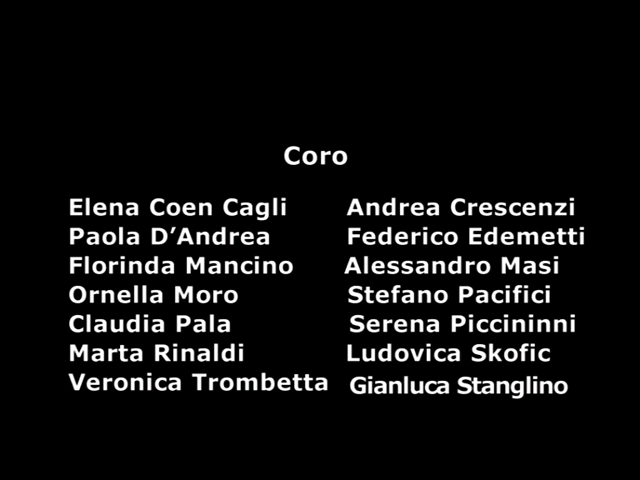 Coro
Elena Coen Cagli
Paola D’Andrea
Florinda Mancino
Ornella Moro
Claudia Pala
Marta Rinaldi
Veronica Trombetta
Andrea Crescenzi
Federico Edemetti
Alessandro Masi
Stefano Pacifici
Serena Piccininni
Ludovica Skofic
Gianluca Stanglino